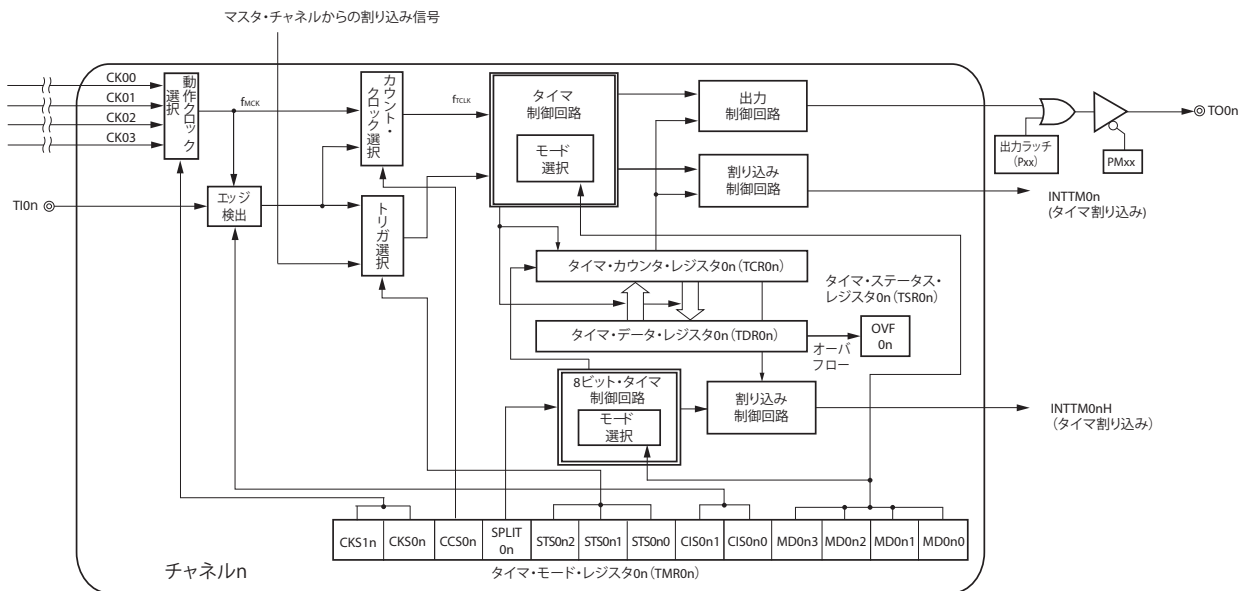 マスタ・チャネルからの割り込み信号
CK00
CK01
CK02
CK03
動作クロック
選択
fMCK
カウント・
クロック選択
fTCLK
タイマ
制御回路
モード
選択
出力
制御回路
出力ラッチ
(Pxx)
PMxx
TO0n
割り込み
制御回路
INTTM0n
(タイマ割り込み)
TI0n
エッジ
検出
トリガ選択
タイマ・カウンタ・レジスタ0n(TCR0n)
タイマ・ステータス・
レジスタ0n(TSR0n)
タイマ・データ・レジスタ0n(TDR0n)
オーバ
フロー
OVF
0n
8ビット・タイマ
制御回路
モード
選択
割り込み
制御回路
INTTM0nH
(タイマ割り込み)
CKS1n
CKS0n
CCS0n
SPLIT
0n
STS0n2
STS0n1
STS0n0
CIS0n1
CIS0n0
MD0n3
MD0n2
MD0n1
MD0n0
チャネルn
タイマ・モード・レジスタ0n(TMR0n)